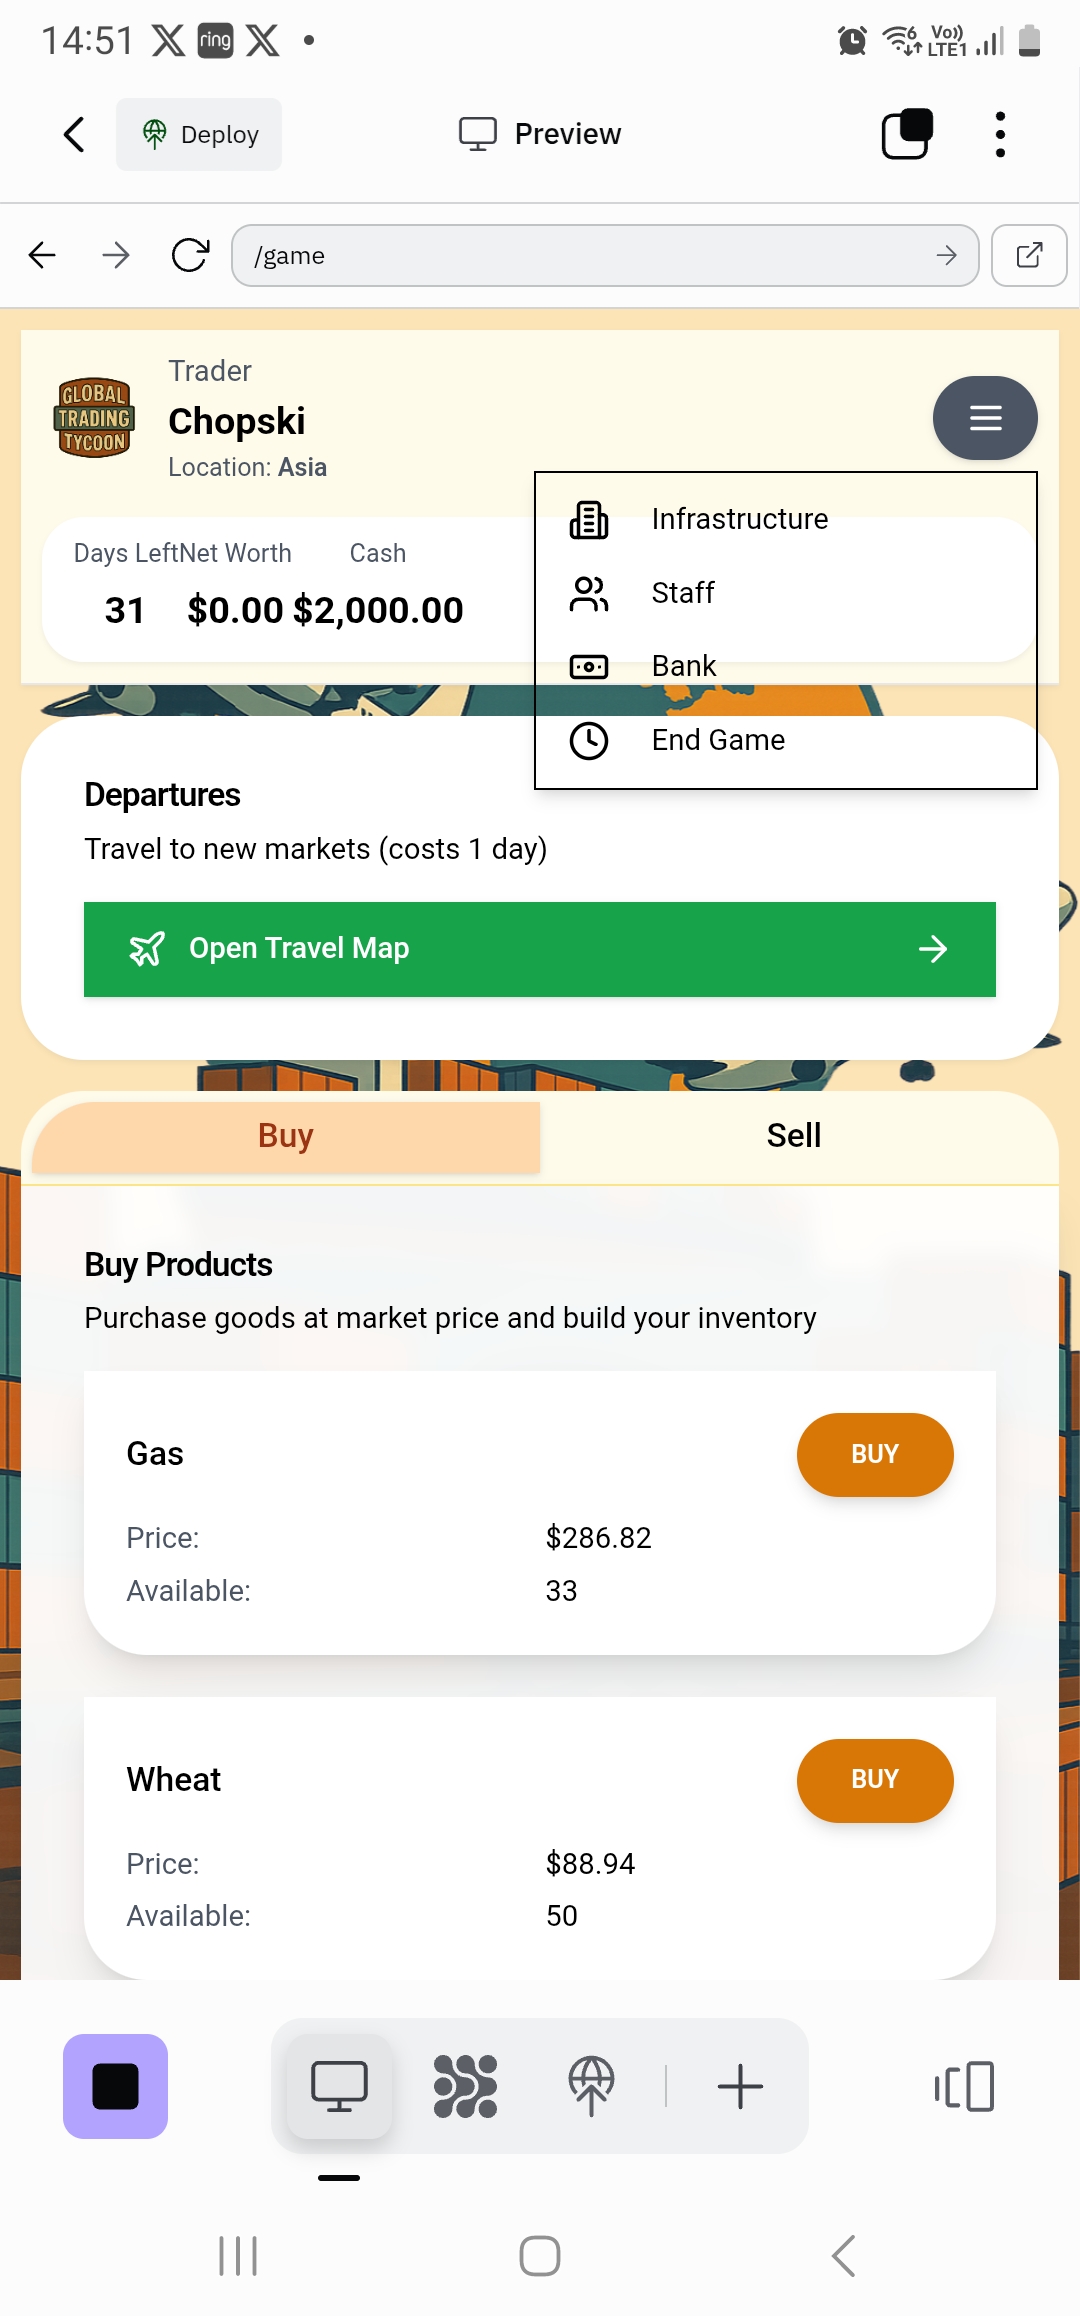 14:51 ring Vo)) LTE1 6
Deploy
Preview
/game
GLOBAL
TRADING
TYCOON
Trader
Chopski
Location: Asia
Days Left Net Worth Cash
31 $0.00 $2,000.00
Infrastructure
Staff
Bank
End Game
Departures
Travel to new markets (costs 1 day)
Open Travel Map
Buy Sell
Buy Products
Purchase goods at market price and build your inventory
Gas BUY
Price: $286.82
Available: 33
Wheat BUY
Price: $88.94
Available: 50